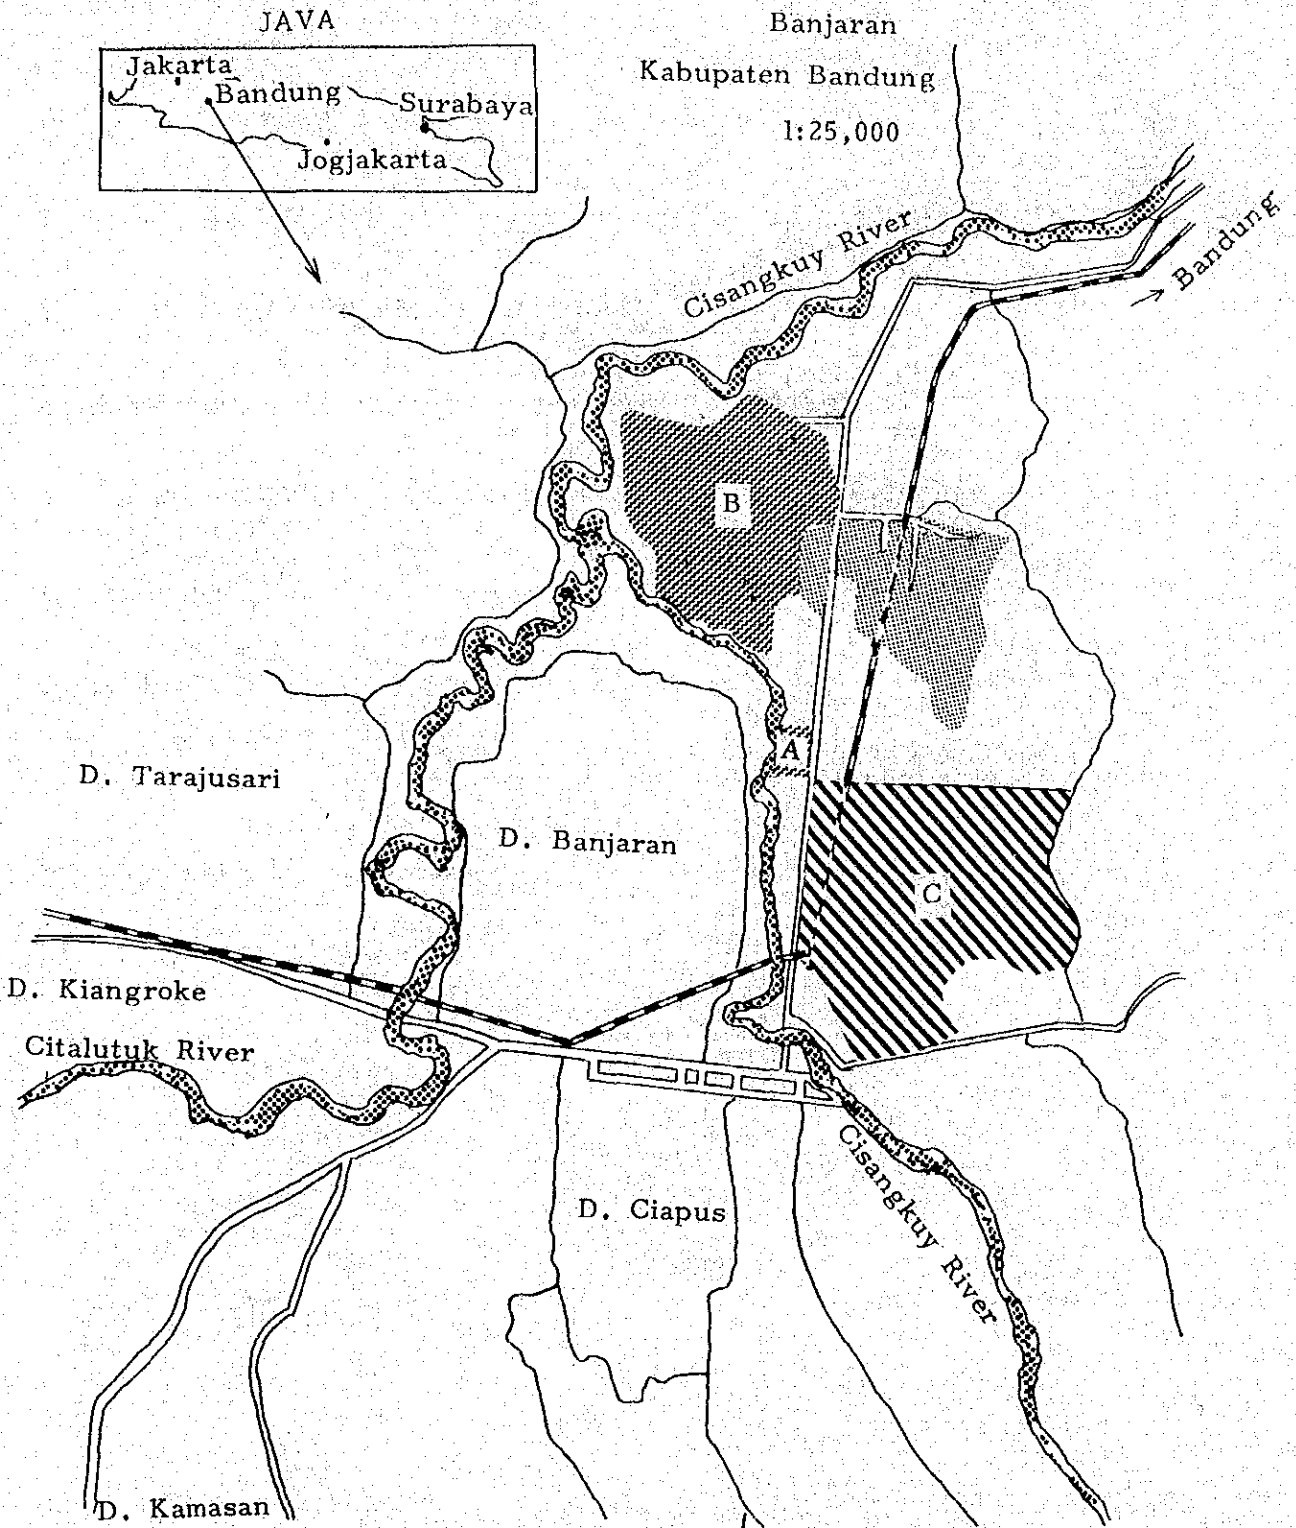 JAVA
Jakarta
Bandung
Surabaya
Jogjakarta
Banjaran
Kabupaten Bandung
1:25,000
Cisangkuy River
Bandung
B
A
D. Tarajusari
D. Banjaran
C
D. Kiangroke
Citalutuk River
Cisangkuy River
D. Ciapus
D. Kamasan